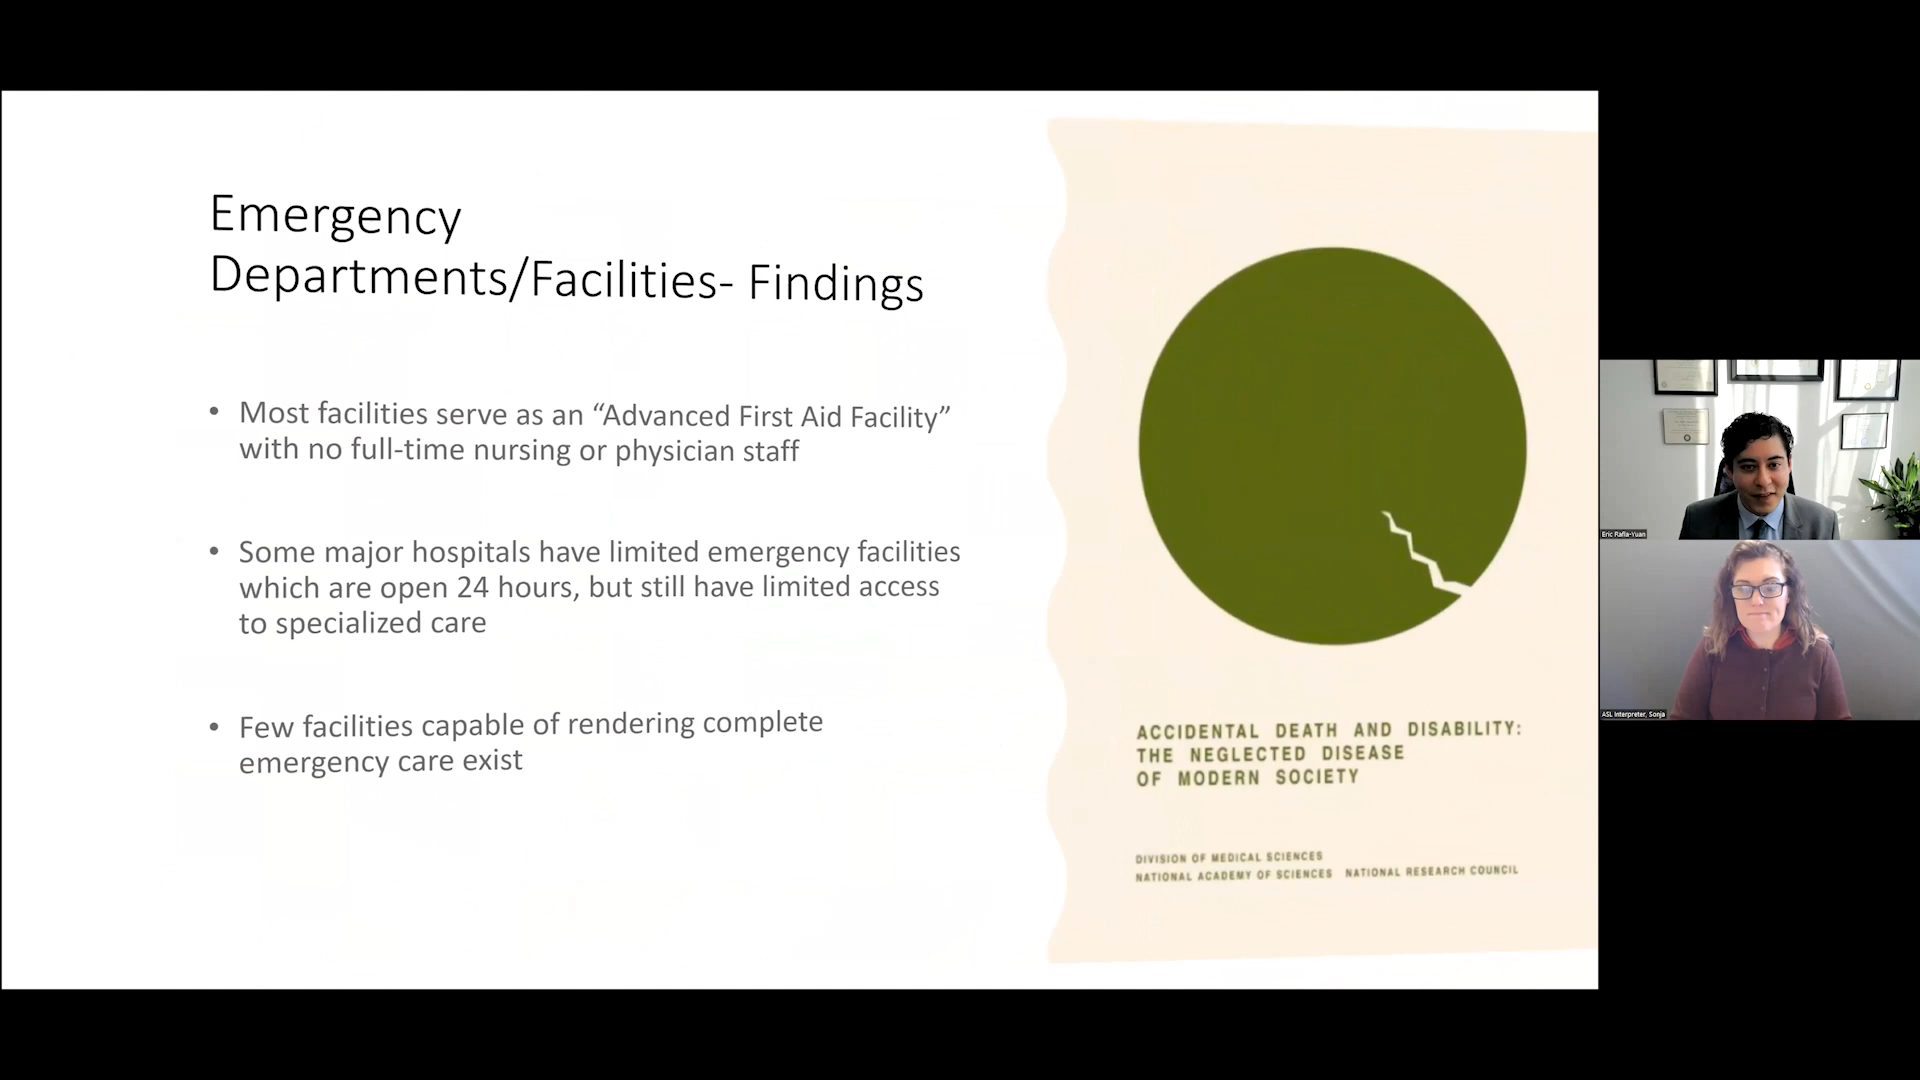 Emergency
Departments/Facilities- Findings
• Most facilities serve as an “Advanced First Aid Facility”
with no full-time nursing or physician staff
• Some major hospitals have limited emergency facilities
which are open 24 hours, but still have limited access
to specialized care
• Few facilities capable of rendering complete
emergency care exist
ACCIDENTAL DEATH AND DISABILITY:
THE NEGLECTED DISEASE
OF MODERN SOCIETY
DIVISION OF MEDICAL SCIENCES
NATIONAL ACADEMY OF SCIENCES NATIONAL RESEARCH COUNCIL
Eric Rafla-Yuan
ASL Interpreter, Sonja